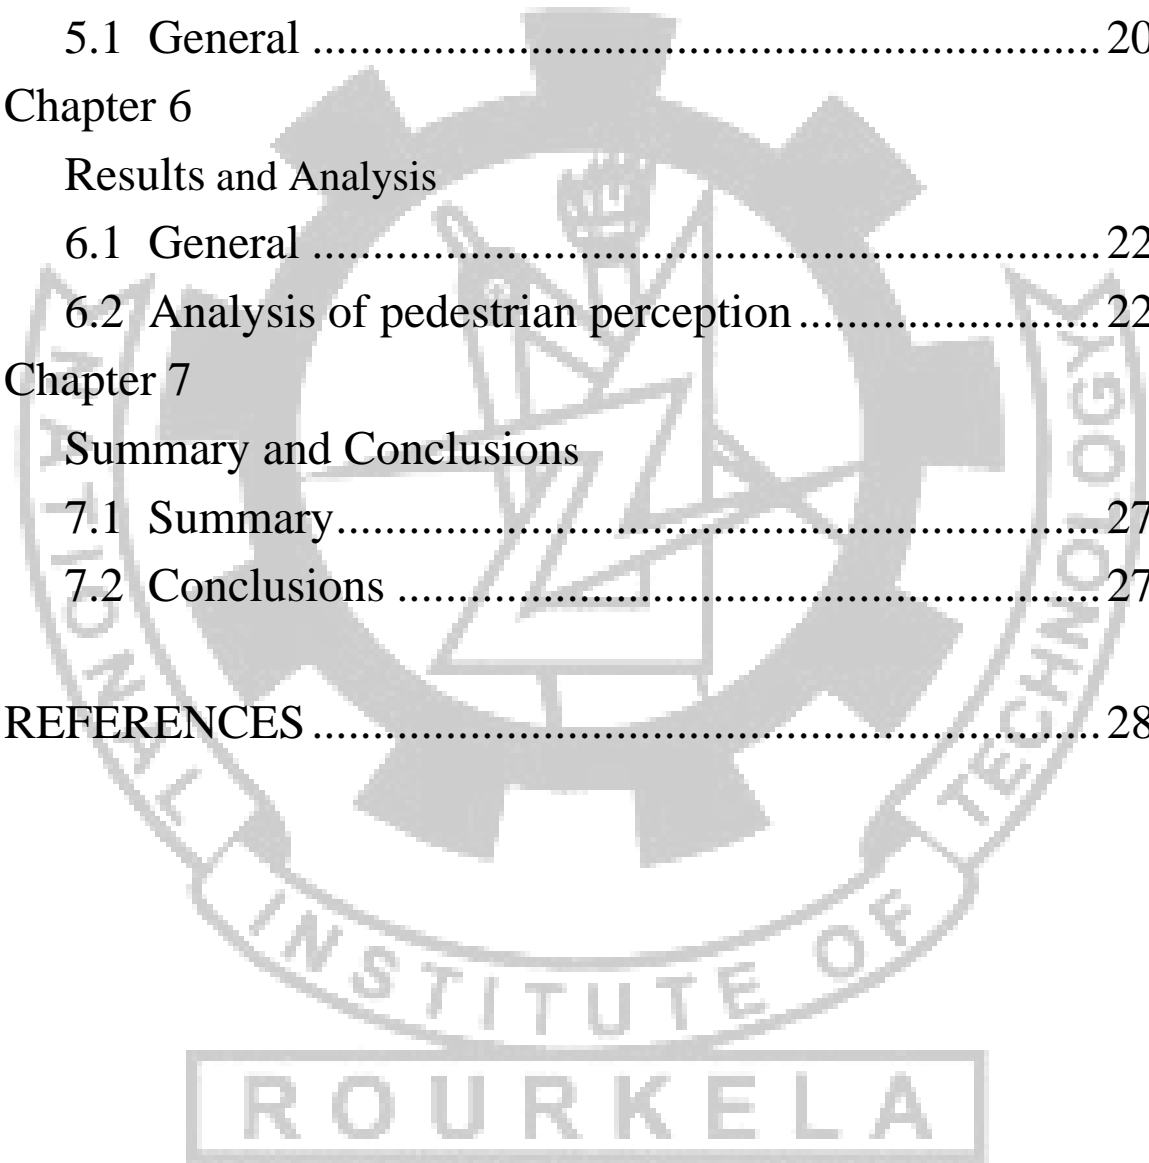 5.1 General ...................................................... 20
Chapter 6
Results and Analysis
6.1 General ...................................................... 22
6.2 Analysis of pedestrian perception ..................... 22
Chapter 7
Summary and Conclusions
7.1 Summary.................................................... 27
7.2 Conclusions ................................................ 27
REFERENCES ...................................................... 28
NATIONAL INSTITUTE OF TECHNOLOGY
ROURKELA